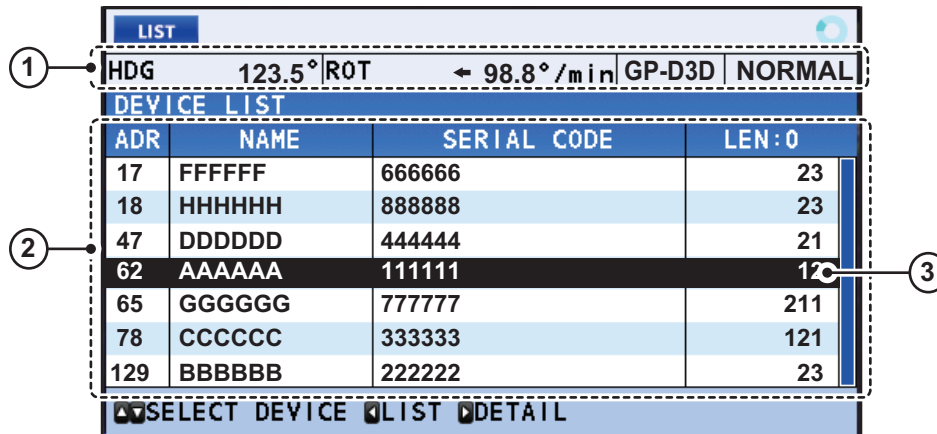 LIST
① HDG 123.5° ROT ← 98.8°/min GP-D3D NORMAL
DEVICE LIST
ADR NAME SERIAL CODE LEN:0
17 FFFFFF 666666 23
18 HHHHHH 888888 23
② 47 DDDDDD 444444 21
62 AAAAAA 111111 12 ③
65 GGGGGG 777777 211
78 CCCCCC 333333 121
129 BBBBBB 222222 23
▲▼SELECT DEVICE ◀LIST ▶DETAIL